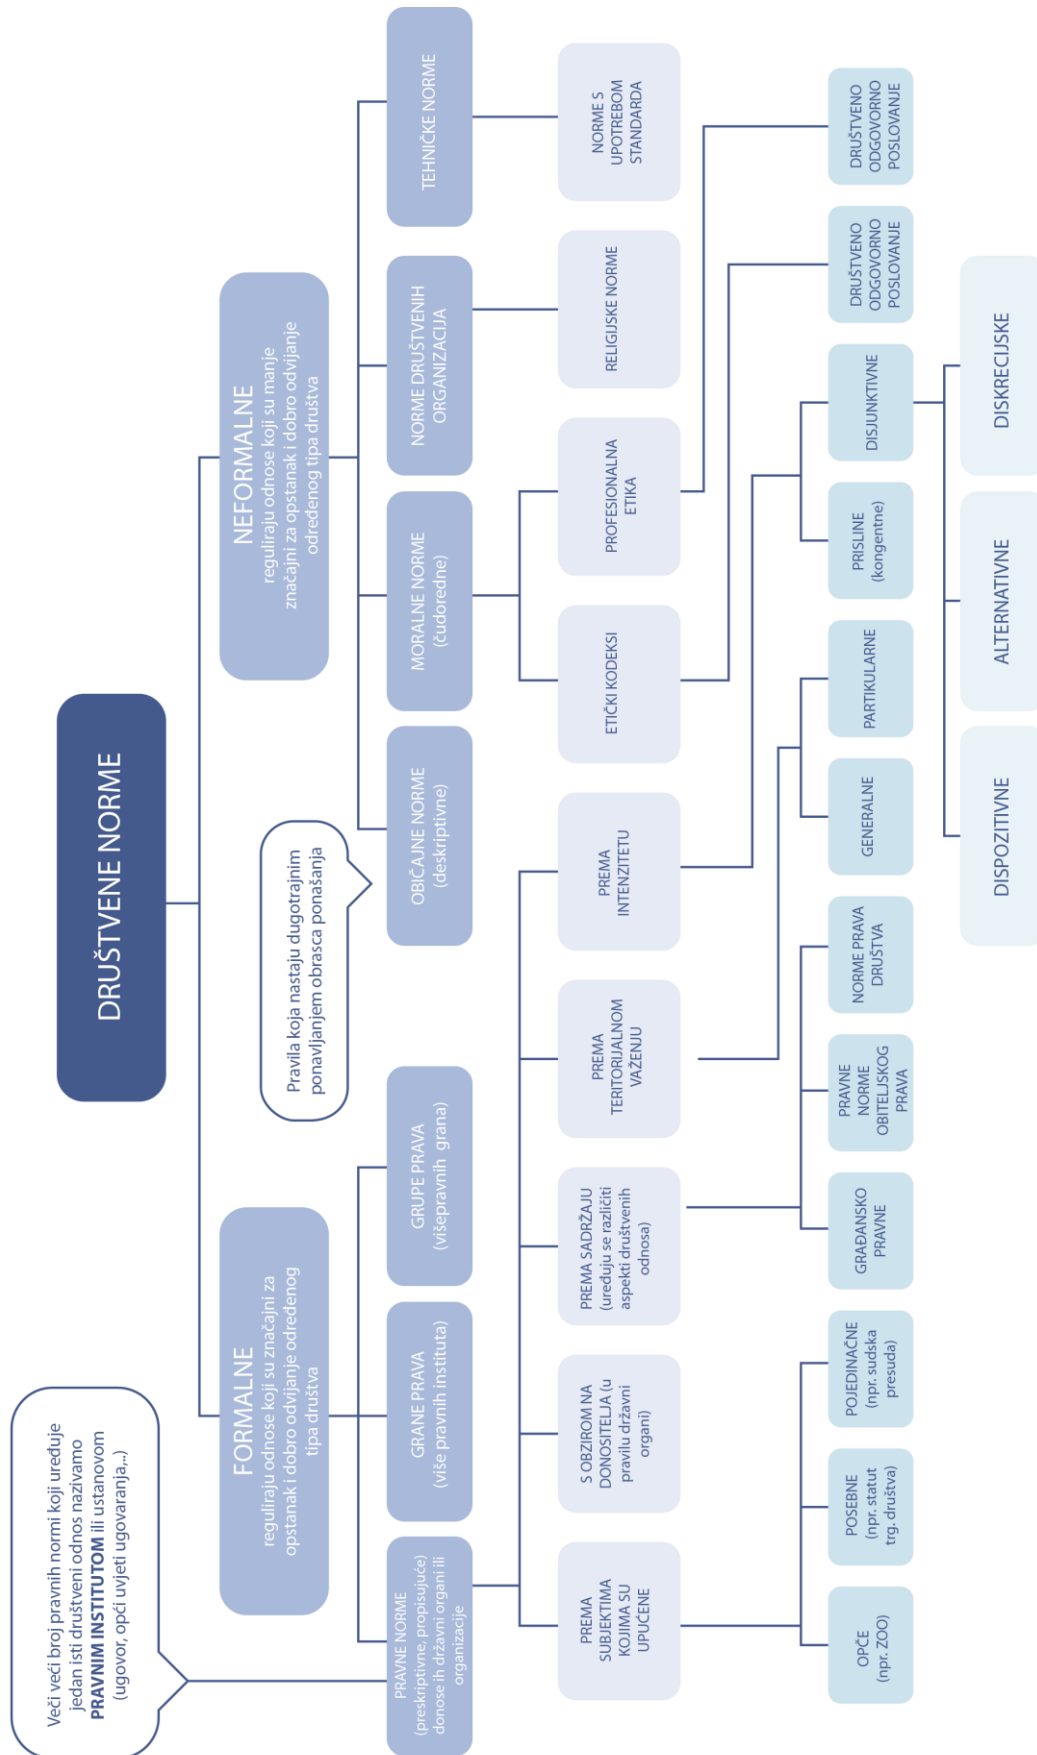 DRUŠTVENE NORME
Veči veći broj pravnih normi koji uređuje
jedan isti društveni odnos nazivamo
PRAVNIM INSTITUTOM ili ustanovom
(ugovor, opći uvjeti ugovaranja,..)
FORMALNE
reguliraju odnose koji su značajni za
opstanak i dobro odvijanje određenog
tipa društva
NEFORMALNE
reguliraju odnose koji su manje
značajni za opstanak i dobro odvijanje
određenog tipa društva
Pravila koja nastaju dugotrajnim
ponavljanjem obrasca ponašanja
PRAVNE NORME
(preskriptivne, propisujuće)
donose ih državni organi ili
organizacije
GRANE PRAVA
(više pravnih instituta)
GRUPE PRAVA
(višepravnih grana)
OBIČAJNE NORME
(deskriptivne)
MORALNE NORME
(čudoredne)
NORME DRUŠTVENIH
ORGANIZACIJA
TEHNIČKE NORME
PREMA
SUBJEKTIMA
KOJIMA SU
UPUĆENE
S OBZIROM NA
DONOSITELJA (u
pravilu državni
organi)
PREMA SADRŽAJU
(uređuju se različiti
aspekti društvenih
odnosa)
PREMA
TERITORIJALNOM
VAŽENJU
PREMA
INTENZITETU
ETIČKI KODEKSI
PROFESIONALNA
ETIKA
RELIGIJSKE NORME
NORME S
UPOTREBOM
STANDARDA
OPČE
(npr. ZOO)
POSEBNE
(npr. statut
trg. društva)
POJEDINAČNE
(npr. sudska
presuda)
GRAĐANSKO
PRAVNE
PRAVNE
NORME
OBITELJSKOG
PRAVA
NORME PRAVA
DRUŠTVA
GENERALNE
PARTIKULARNE
PRISLINE
(kongentne)
DISJUNKTIVNE
DRUŠTVENO
ODGOVORNO
POSLOVANJE
DRUŠTVENO
ODGOVORNO
POSLOVANJE
DISPOZITIVNE
ALTERNATIVNE
DISKRECIJSKE